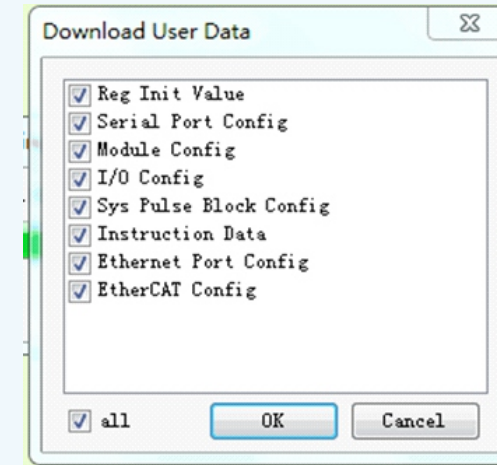 Download User Data
Reg Init Value
Serial Port Config
Module Config
I/O Config
Sys Pulse Block Config
Instruction Data
Ethernet Port Config
EtherCAT Config
all OK Cancel